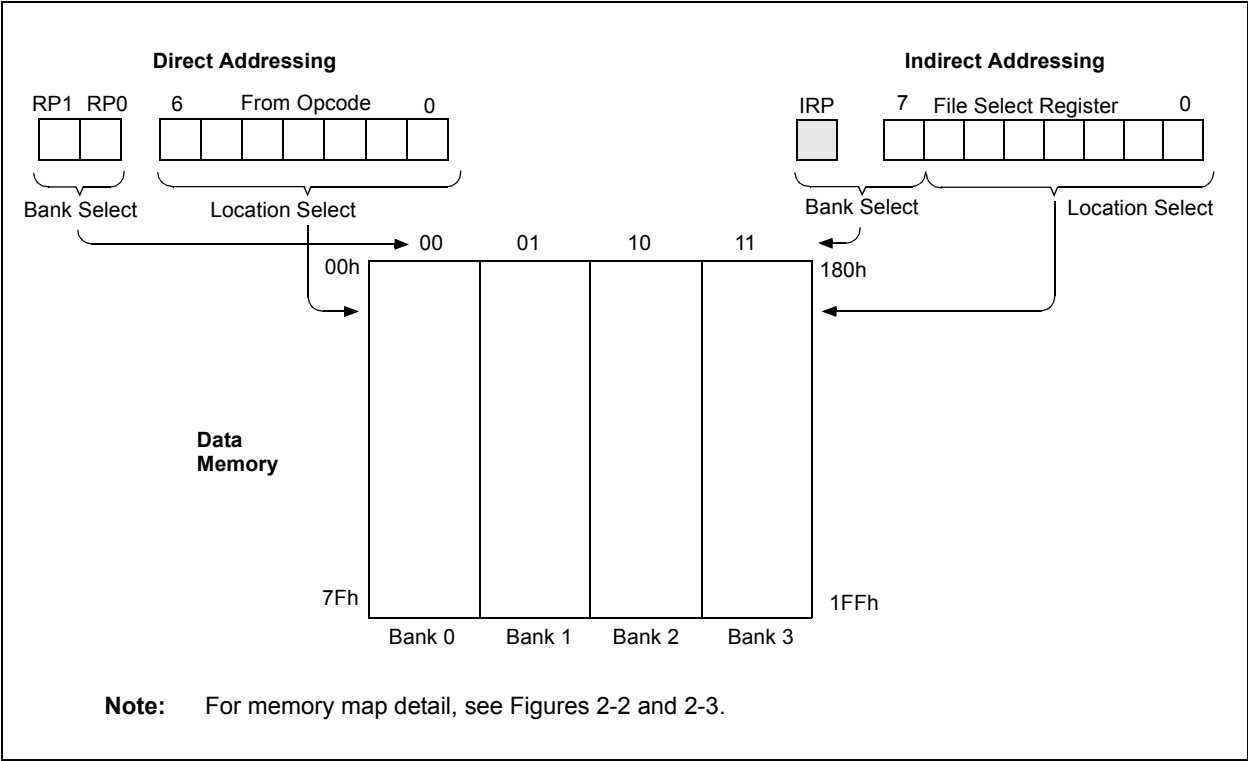 Direct Addressing
Indirect Addressing
RP1 RP0 6 From Opcode 0
IRP 7 File Select Register 0
Bank Select Location Select
Bank Select Location Select
00 01 10 11
00h 180h
Data
Memory
7Fh 1FFh
Bank 0 Bank 1 Bank 2 Bank 3
Note: For memory map detail, see Figures 2-2 and 2-3.